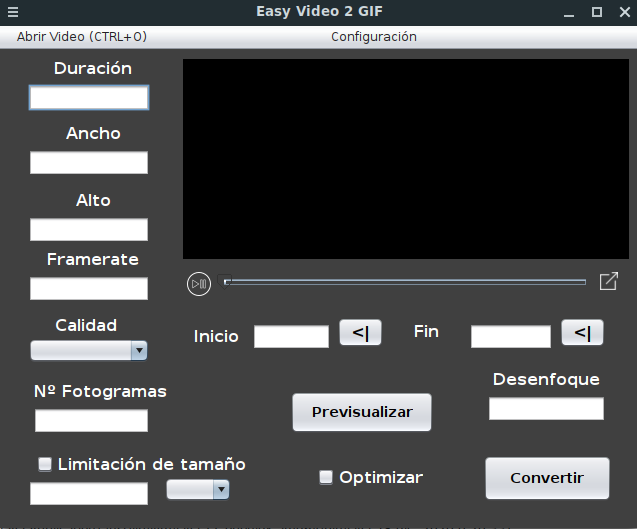 Easy Video 2 GIF
Abrir Video (CTRL+O)
Configuración
Duración
Ancho
Alto
Framerate
Calidad
Inicio
<|
Fin
<|
Nº Fotogramas
Previsualizar
Desenfoque
Limitación de tamaño
Optimizar
Convertir